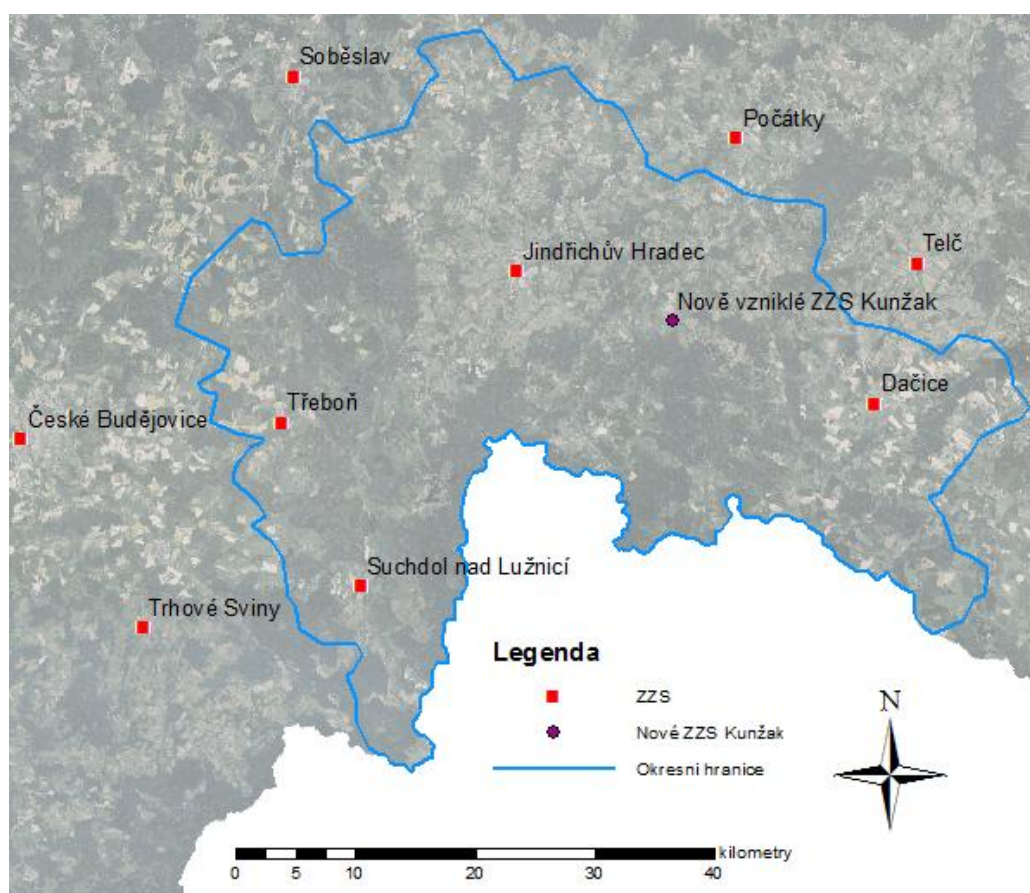 Soběslav
Počátky
Telč
Jindřichův Hradec
Nově vzniklé ZZS Kunžak
Dačice
Třeboň
České Budějovice
Suchdol nad Lužnicí
Trhové Sviny
Legenda
ZZS
Nové ZZS Kunžak
Okresní hranice
N
kilometry
0 5 10 20 30 40